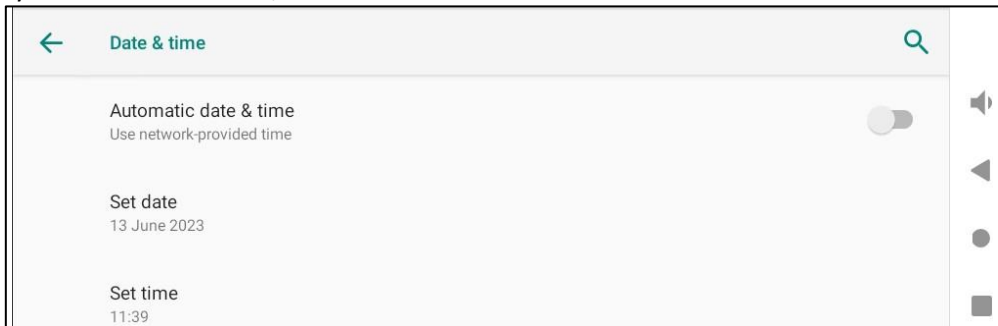 Date & time
Automatic date & time
Use network-provided time
Set date
13 June 2023
Set time
11:39